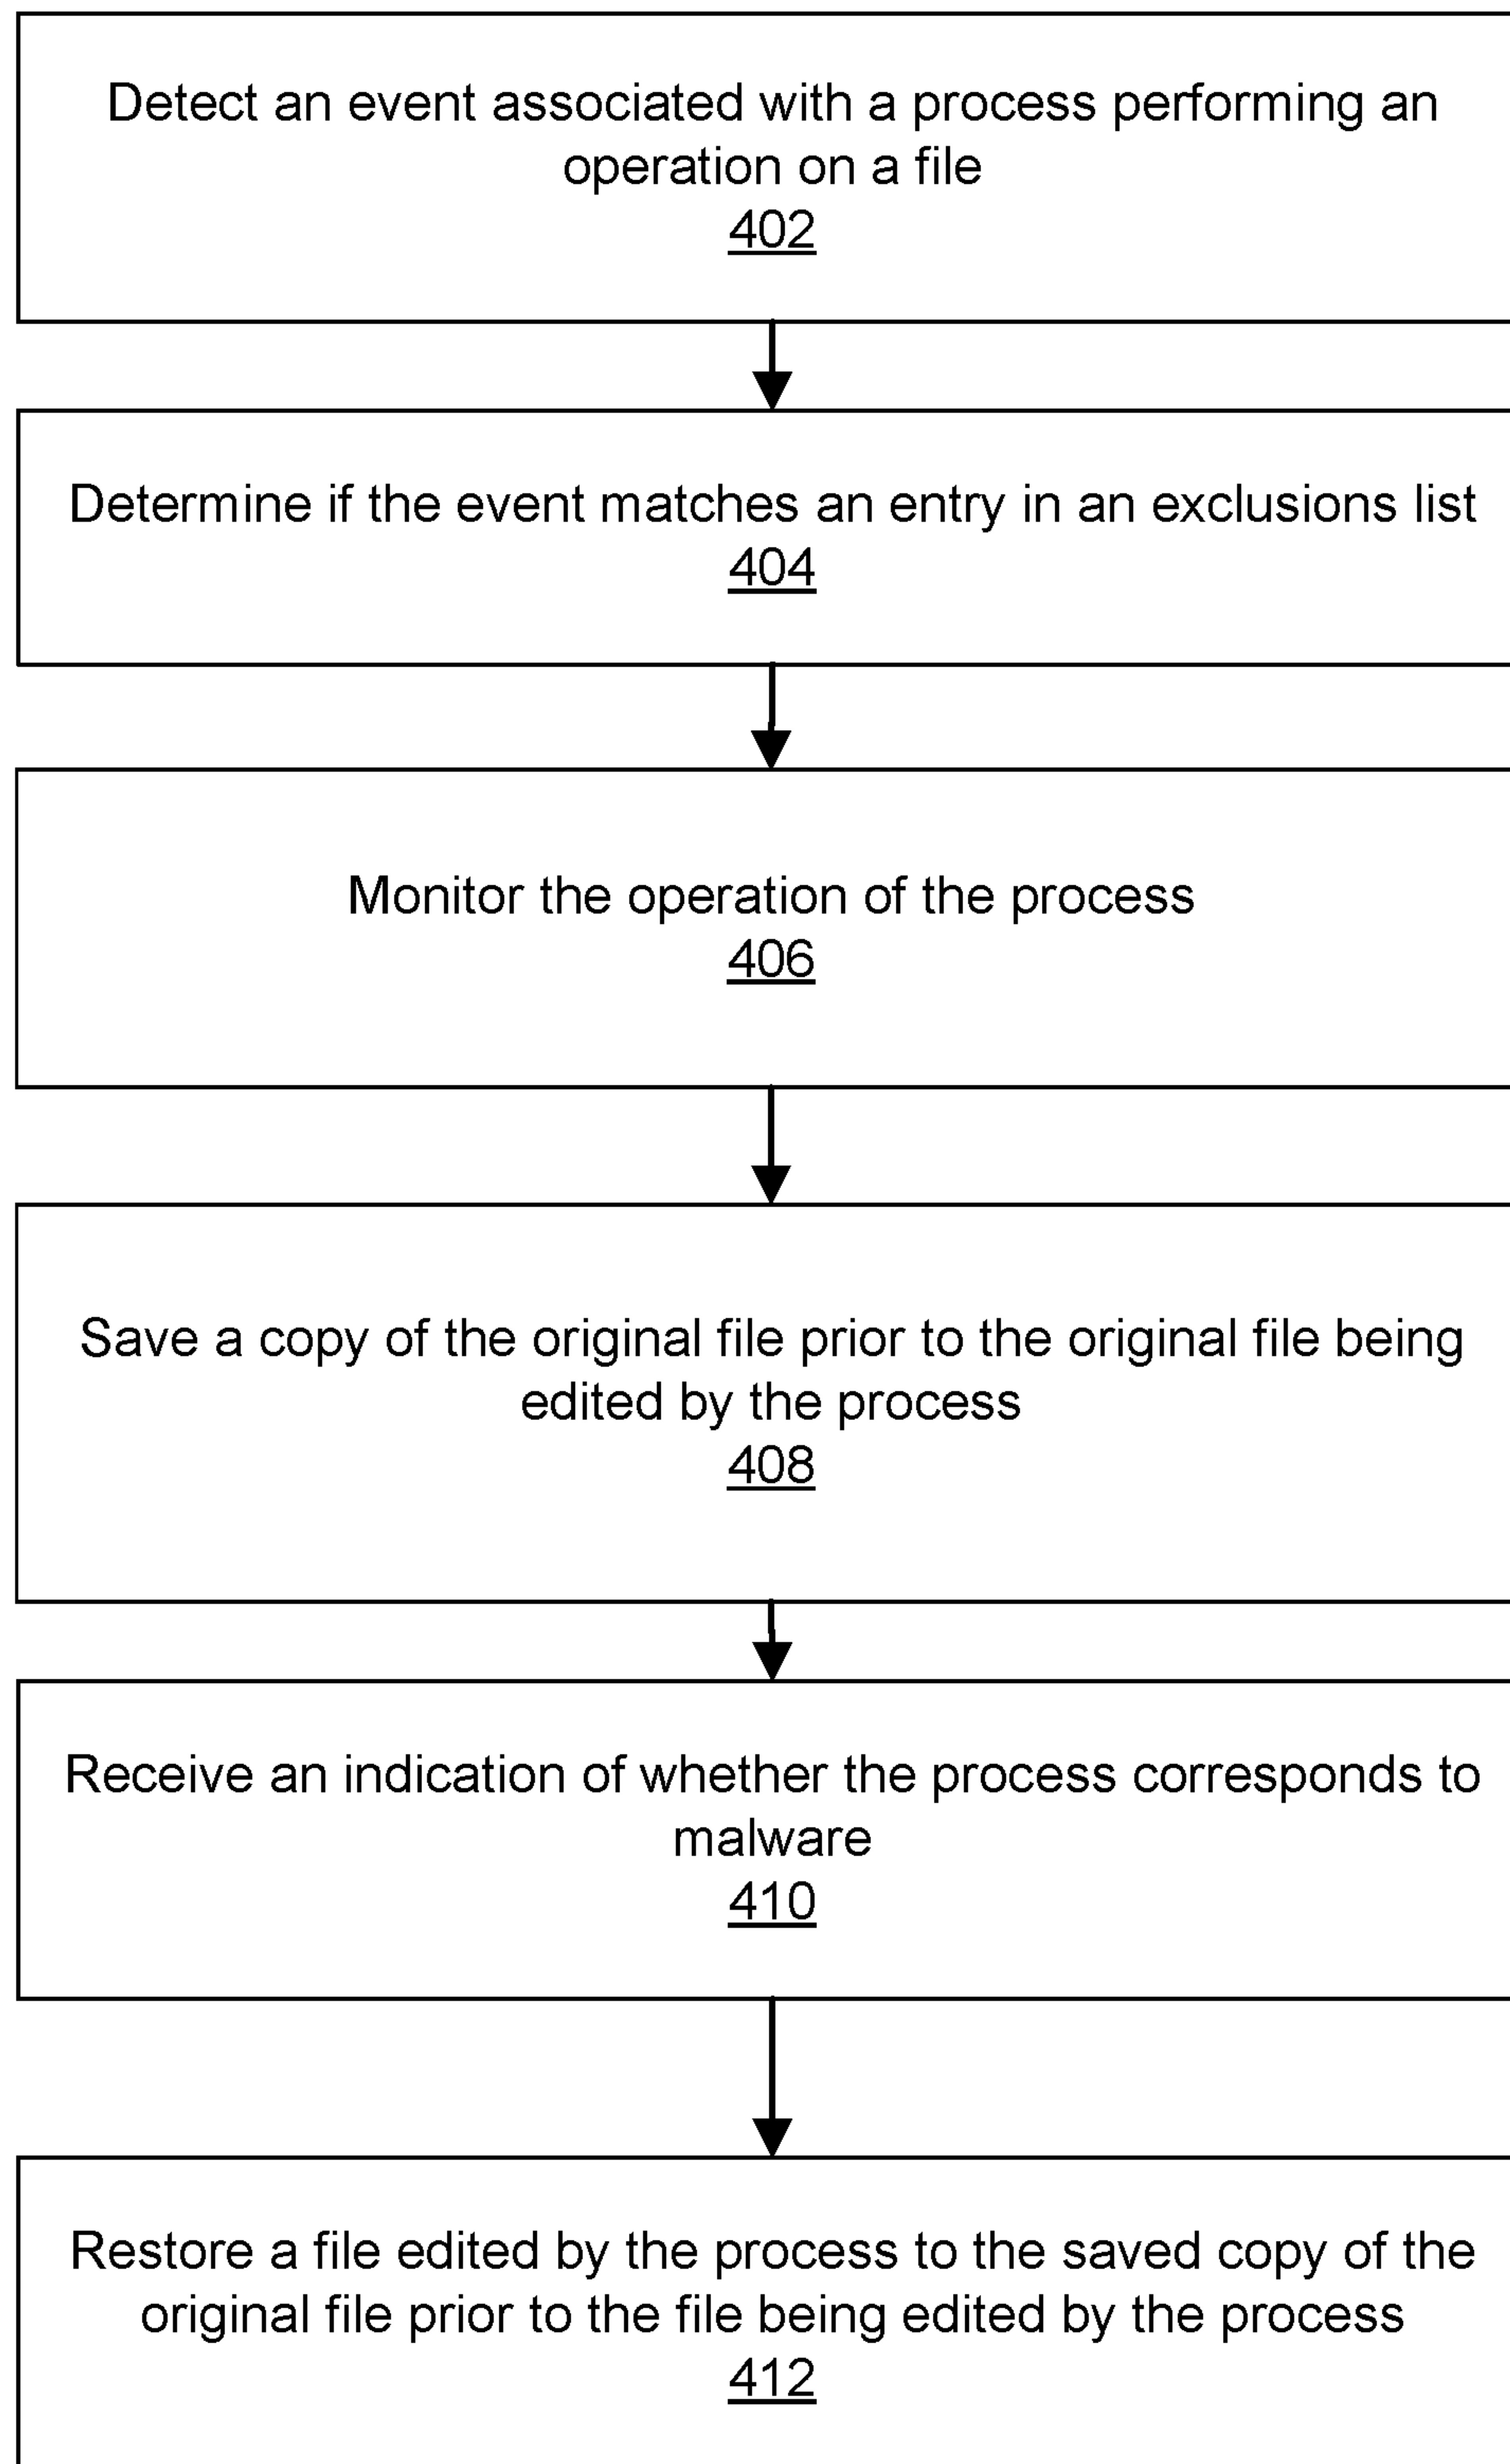 Detect an event associated with a process performing an
operation on a file
402
Determine if the event matches an entry in an exclusions list
404
Monitor the operation of the process
406
Save a copy of the original file prior to the original file being
edited by the process
408
Receive an indication of whether the process corresponds to
malware
410
Restore a file edited by the process to the saved copy of the
original file prior to the file being edited by the process
412